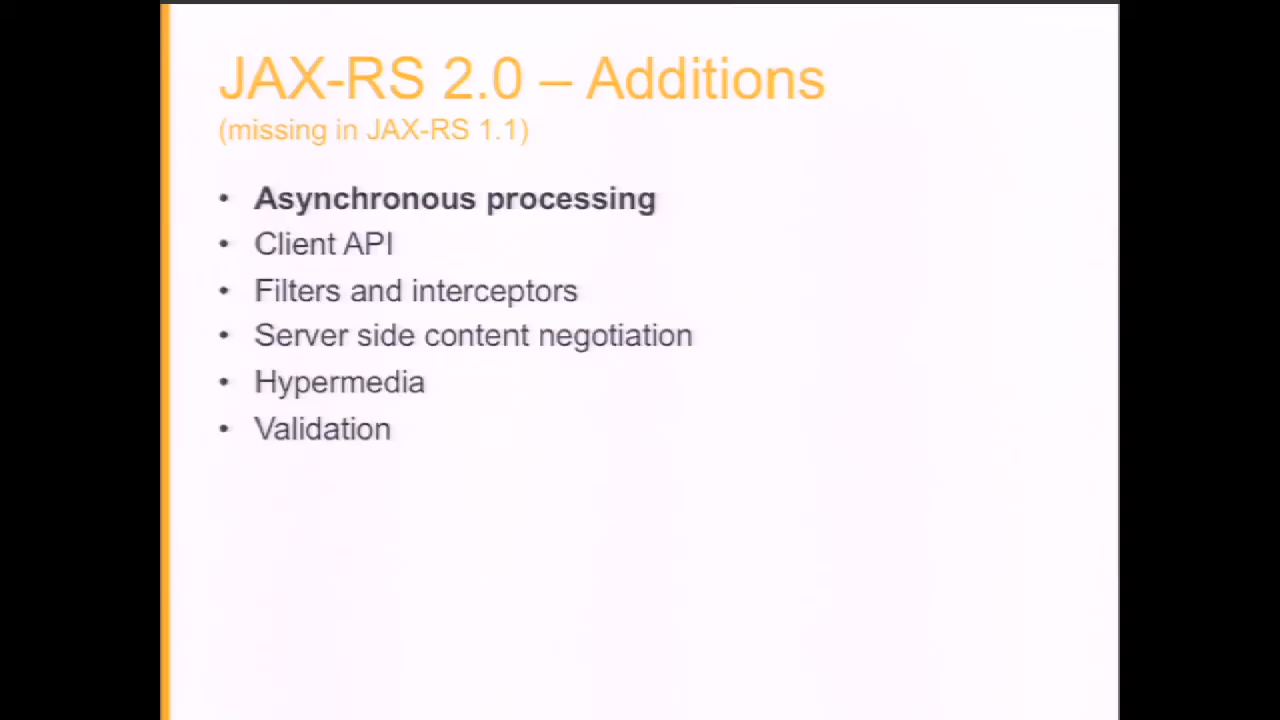 JAX-RS 2.0 – Additions
(missing in JAX-RS 1.1)
• Asynchronous processing
• Client API
• Filters and interceptors
• Server side content negotiation
• Hypermedia
• Validation